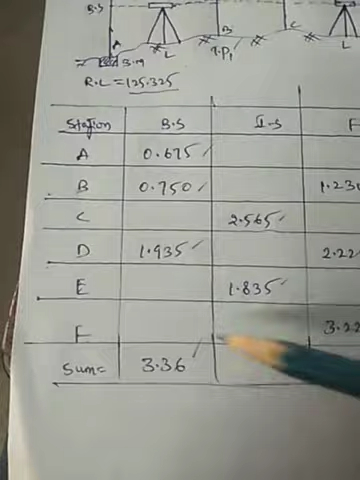 B.S
A
B
C
L
L
T.P1
B.M
R.L = 125.325
Station B.S I.S F
A 0.675
B 0.750 1.23
C 2.565
D 1.935 2.22
E 1.835
F 3.22
Sum= 3.36